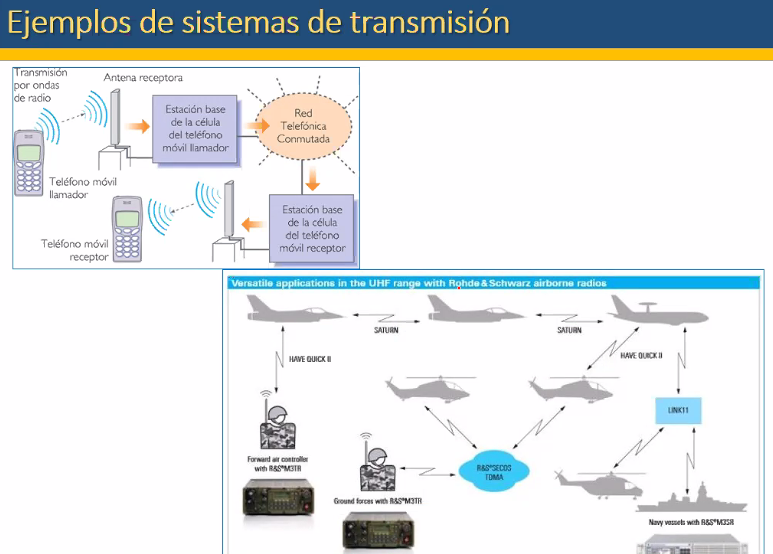 Ejemplos de sistemas de transmisión
Transmisión
por ondas
de radio
Antena receptora
Estación base
de la célula
del teléfono
móvil llamador
Red
Telefónica
Conmutada
Teléfono móvil
llamador
Estación base
de la célula
del teléfono
móvil receptor
Teléfono móvil
receptor
Versatile applications in the UHF range with Rohde & Schwarz airborne radios
SATURN
SATURN
HAVE QUICK II
HAVE QUICK II
LINK11
Forward air controller
with R&S®M3TR
R&S®SECOS
TDMA
Ground forces with R&S®M3TR
Navy vessels with R&S®M3SR